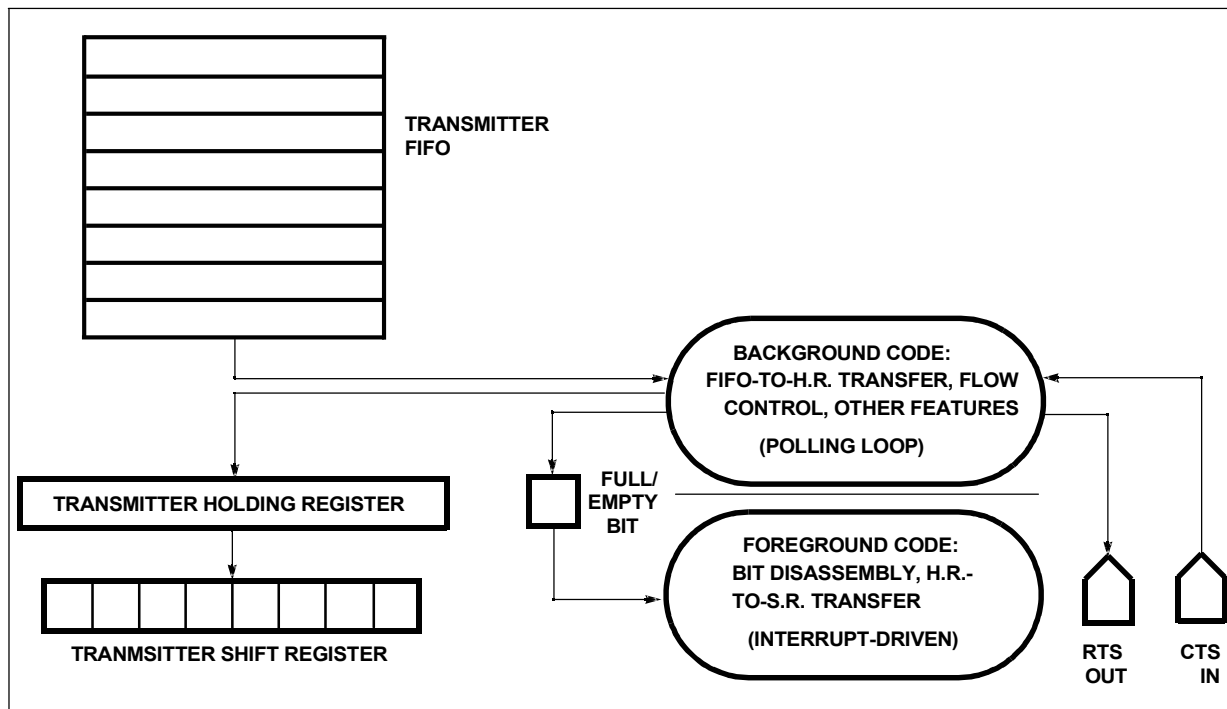 TRANSMITTER
FIFO
BACKGROUND CODE:
FIFO-TO-H.R. TRANSFER, FLOW
CONTROL, OTHER FEATURES
(POLLING LOOP)
TRANSMITTER HOLDING REGISTER
FULL/
EMPTY
BIT
FOREGROUND CODE:
BIT DISASSEMBLY, H.R.-
TO-S.R. TRANSFER
(INTERRUPT-DRIVEN)
TRANMSITTER SHIFT REGISTER
RTS
OUT
CTS
IN